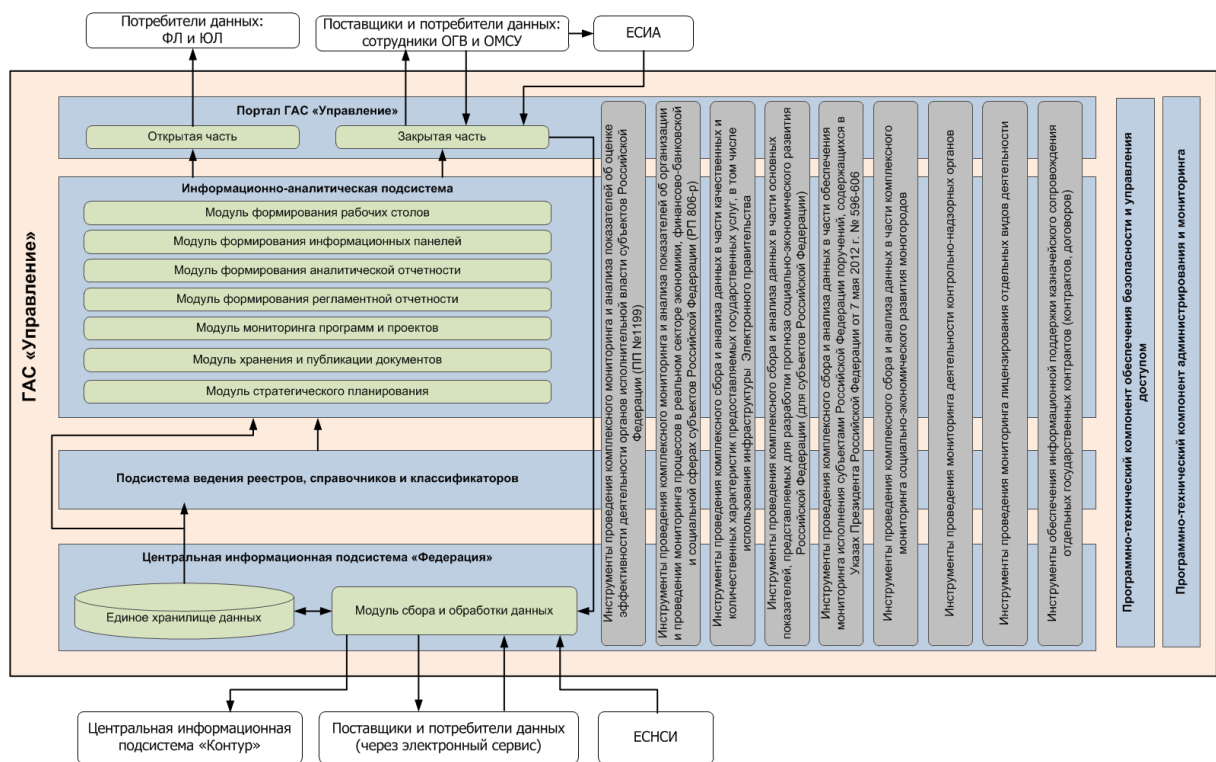 Потребители данных:
ФЛ и ЮЛ
Поставщики и потребители данных:
сотрудники ОГВ и ОМСУ
ЕСИА
ГАС «Управление»
Портал ГАС «Управление»
Открытая часть
Закрытая часть
Информационно-аналитическая подсистема
Модуль формирования рабочих столов
Модуль формирования информационных панелей
Модуль формирования аналитической отчетности
Модуль формирования регламентной отчетности
Модуль мониторинга программ и проектов
Модуль хранения и публикации документов
Модуль стратегического планирования
Подсистема ведения реестров, справочников и классификаторов
Центральная информационная подсистема «Федерация»
Единое хранилище данных
Модуль сбора и обработки данных
Инструменты проведения комплексного мониторинга и анализа показателей об оценке
эффективности деятельности органов исполнительной власти субъектов Российской
Федерации (ПП №1199)
Инструменты проведения комплексного мониторинга и анализа показателей об организации
и проведении мониторинга процессов в реальном секторе экономики, финансово-банковской
и социальной сферах субъектов Российской Федерации (РП 806-р)
Инструменты проведения комплексного сбора и анализа данных в части качественных и
количественных характеристик предоставляемых государственных услуг, в том числе
использования инфраструктуры Электронного правительства
Инструменты проведения комплексного сбора и анализа данных в части основных
показателей, представляемых для разработки прогноза социально-экономического развития
Российской Федерации (для субъектов Российской Федерации)
Инструменты проведения комплексного сбора и анализа данных в части обеспечения
мониторинга исполнения субъектами Российской Федерации поручений, содержащихся в
Указах Президента Российской Федерации от 7 мая 2012 г. № 596-606
Инструменты проведения комплексного сбора и анализа данных в части комплексного
мониторинга социально-экономического развития моногородов
Инструменты проведения мониторинга деятельности контрольно-надзорных органов
Инструменты проведения мониторинга лицензирования отдельных видов деятельности
Инструменты обеспечения информационной поддержки казначейского сопровождения
отдельных государственных контрактов (контрактов, договоров)
Программно-технический компонент обеспечения безопасности и управления
доступом
Программно-технический компонент администрирования и мониторинга
Центральная информационная
подсистема «Контур»
Поставщики и потребители данных
(через электронный сервис)
ЕСНСИ